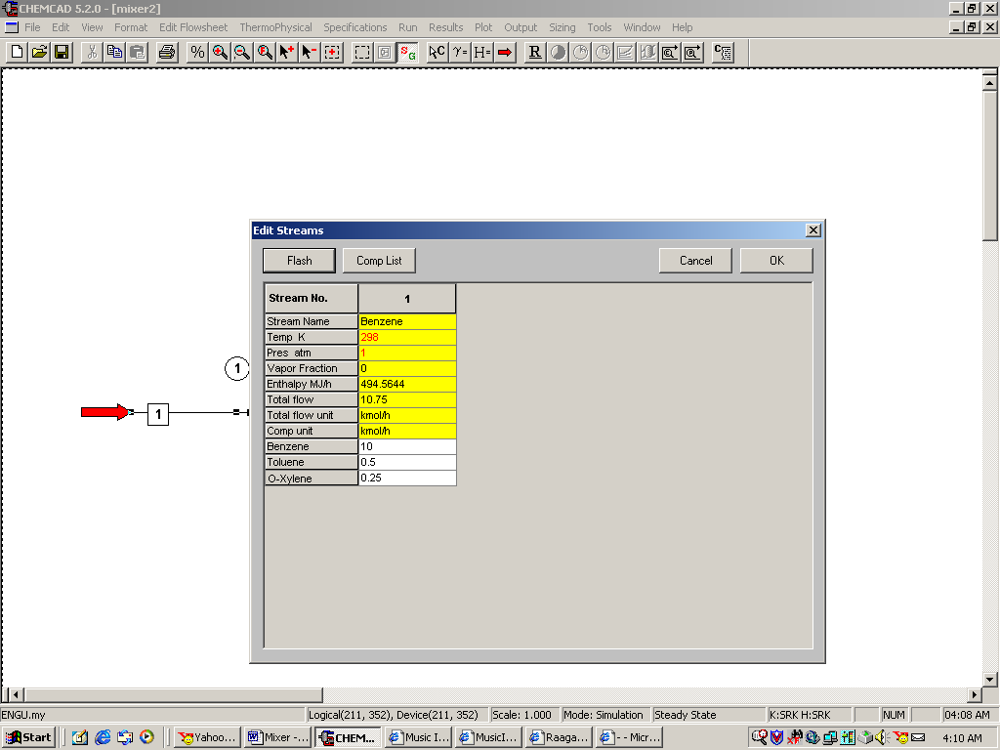 CHEMCAD 5.2.0 - [mixer2]
File Edit View Format Edit Flowsheet ThermoPhysical Specifications Run Results Plot Output Sizing Tools Window Help
% S G C γ= H= R C
Edit Streams
Flash Comp List Cancel OK
Stream No. 1
Stream Name Benzene
Temp K 298
Pres atm 1
Vapor Fraction 0
Enthalpy MJ/h 494.5644
Total flow 10.75
Total flow unit kmol/h
Comp unit kmol/h
Benzene 10
Toluene 0.5
O-Xylene 0.25
1
1
ENGU.my Logical(211, 352), Device(211, 352) Scale: 1.000 Mode: Simulation Steady State K:SRK H:SRK NUM 04:08 AM
Start Yahoo... Mixer -... CHEM... Music I... MusicI... Raaga... - - Micr... 4:10 AM